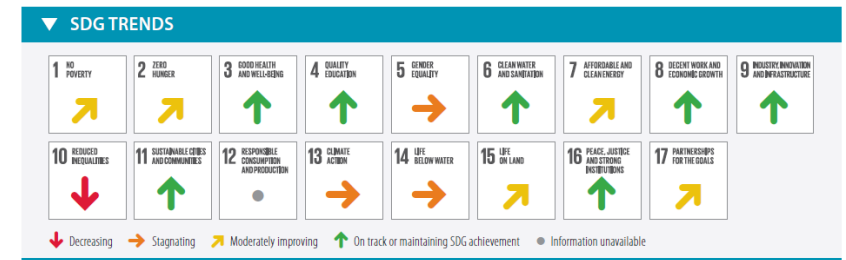 SDG TRENDS
1 NO
POVERTY
2 ZERO
HUNGER
3 GOOD HEALTH
AND WELL-BEING
4 QUALITY
EDUCATION
5 GENDER
EQUALITY
6 CLEAN WATER
AND SANITATION
7 AFFORDABLE AND
CLEAN ENERGY
8 DECENT WORK AND
ECONOMIC GROWTH
9 INDUSTRY, INNOVATION
AND INFRASTRUCTURE
10 REDUCED
INEQUALITIES
11 SUSTAINABLE CITIES
AND COMMUNITIES
12 RESPONSIBLE
CONSUMPTION
AND PRODUCTION
13 CLIMATE
ACTION
14 LIFE
BELOW WATER
15 LIFE
ON LAND
16 PEACE, JUSTICE
AND STRONG
INSTITUTIONS
17 PARTNERSHIPS
FOR THE GOALS
Decreasing Stagnating Moderately improving On track or maintaining SDG achievement Information unavailable